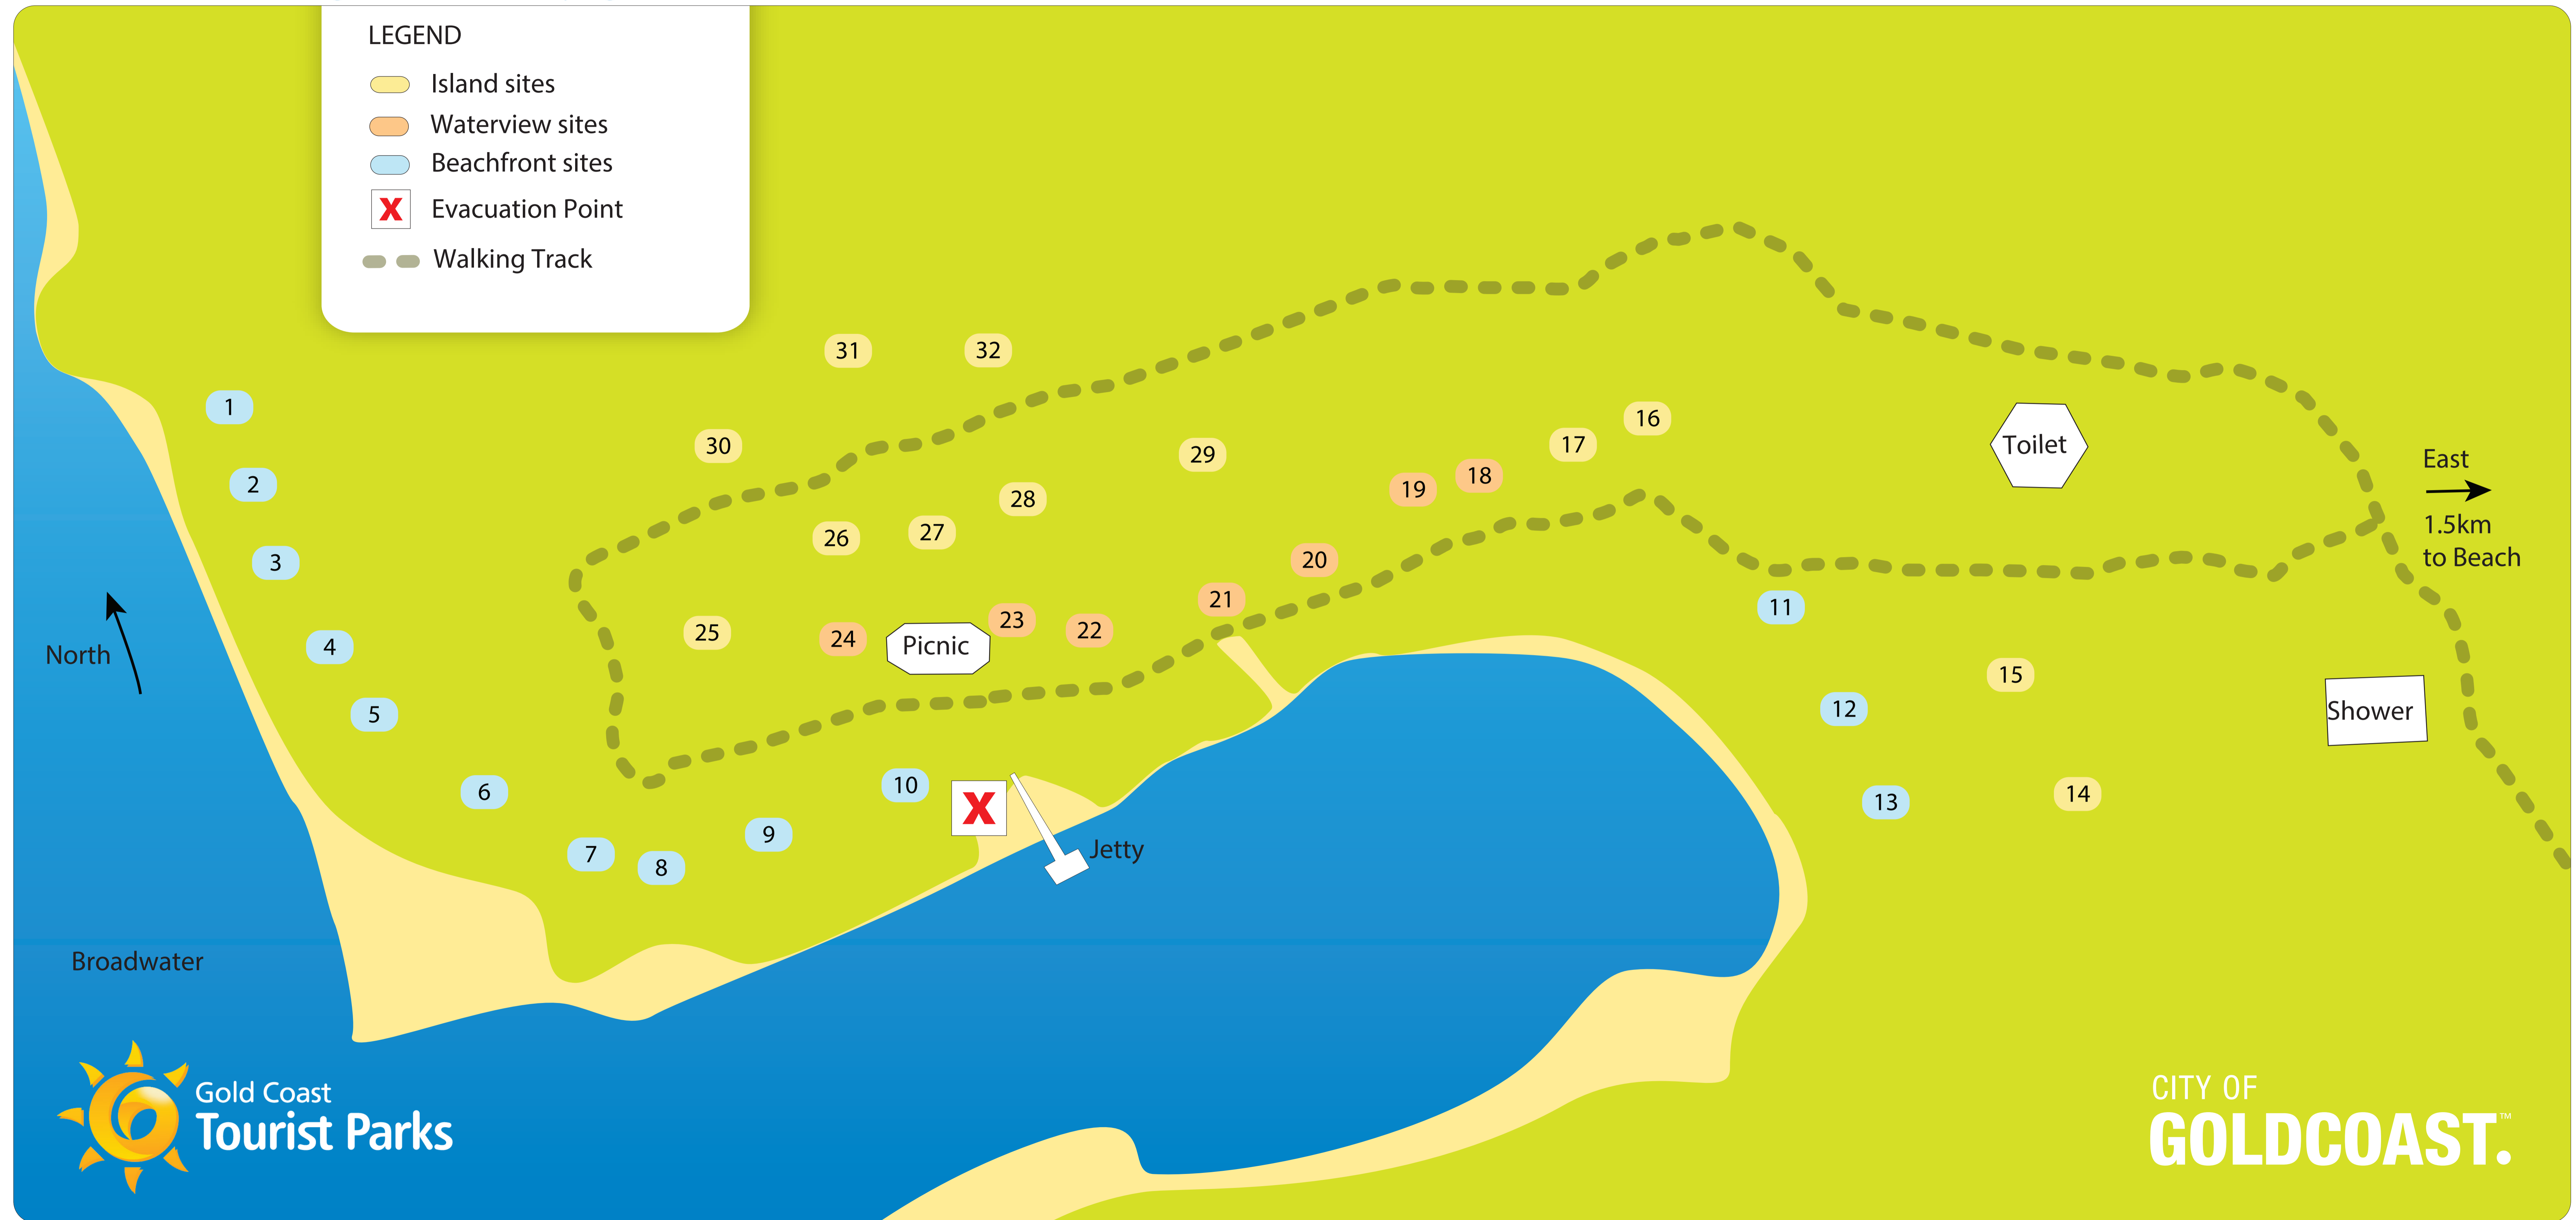 LEGEND
Island sites
Waterview sites
Beachfront sites
X Evacuation Point
Walking Track
31
32
1
30
16
17
29
Toilet
East
2
28
19
18
1.5km
to Beach
26
27
3
20
21
11
North
4
25
24
Picnic
23
22
15
5
12
Shower
6
10
X
13
14
9
7
8
Jetty
Broadwater
Gold Coast
Tourist Parks
CITY OF
GOLDCOAST.™